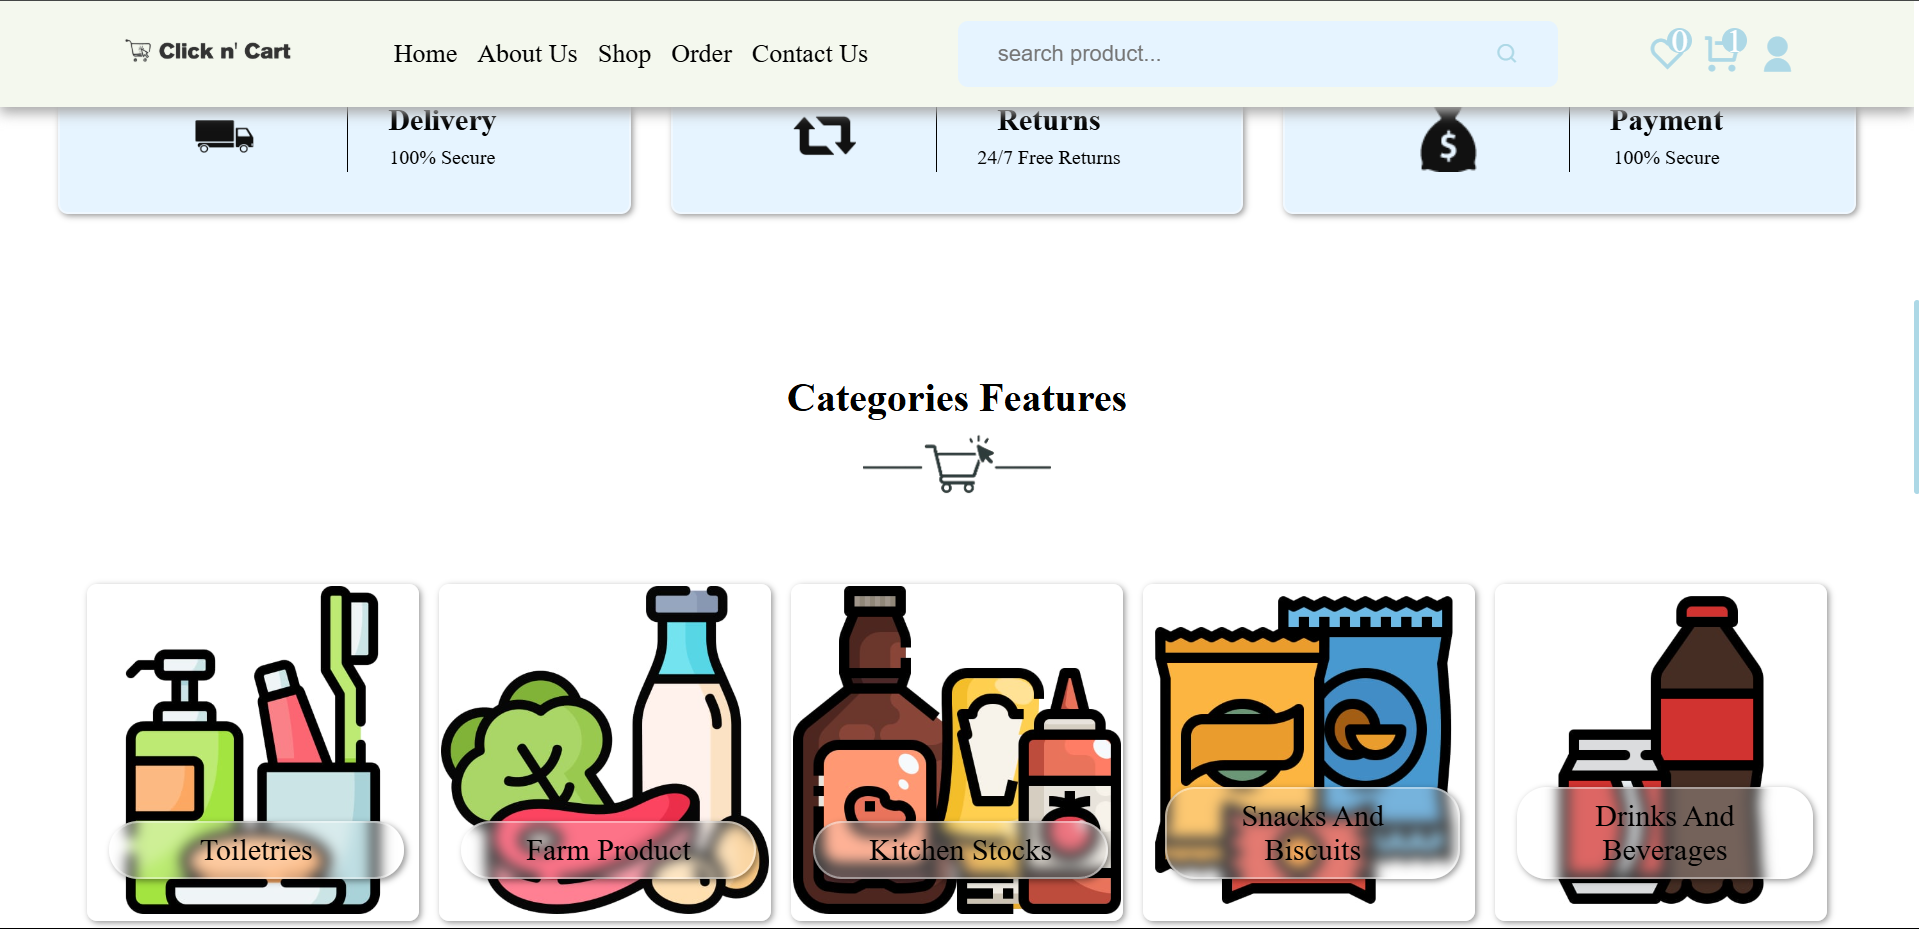 Click n' Cart
Home About Us Shop Order Contact Us
search product...
0
1
Delivery
100% Secure
Returns
24/7 Free Returns
$
Payment
100% Secure
Categories Features
Toiletries
Farm Product
Kitchen Stocks
Snacks And
Biscuits
Drinks And
Beverages